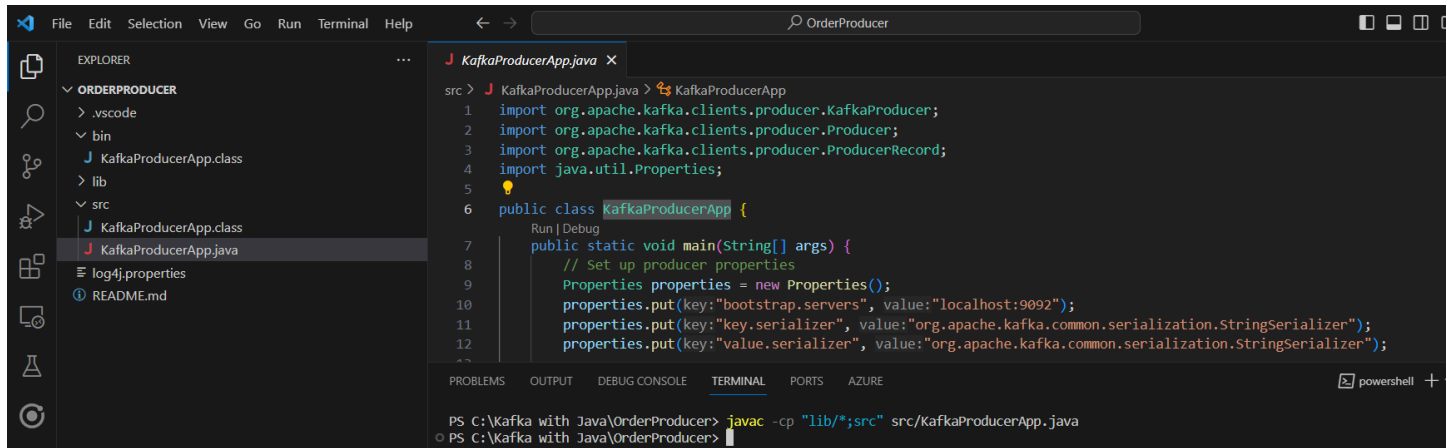 File Edit Selection View Go Run Terminal Help
OrderProducer
EXPLORER
ORDERPRODUCER
.vscode
bin
KafkaProducerApp.class
lib
src
KafkaProducerApp.class
KafkaProducerApp.java
log4j.properties
README.md
KafkaProducerApp.java
src > KafkaProducerApp.java > KafkaProducerApp
1 import org.apache.kafka.clients.producer.KafkaProducer;
2 import org.apache.kafka.clients.producer.Producer;
3 import org.apache.kafka.clients.producer.ProducerRecord;
4 import java.util.Properties;
5
6 public class KafkaProducerApp {
Run | Debug
7 public static void main(String[] args) {
8 // Set up producer properties
9 Properties properties = new Properties();
10 properties.put(key:"bootstrap.servers", value:"localhost:9092");
11 properties.put(key:"key.serializer", value:"org.apache.kafka.common.serialization.StringSerializer");
12 properties.put(key:"value.serializer", value:"org.apache.kafka.common.serialization.StringSerializer");
PROBLEMS OUTPUT DEBUG CONSOLE TERMINAL PORTS AZURE
powershell
PS C:\Kafka with Java\OrderProducer> javac -cp "lib/*;src" src/KafkaProducerApp.java
PS C:\Kafka with Java\OrderProducer>